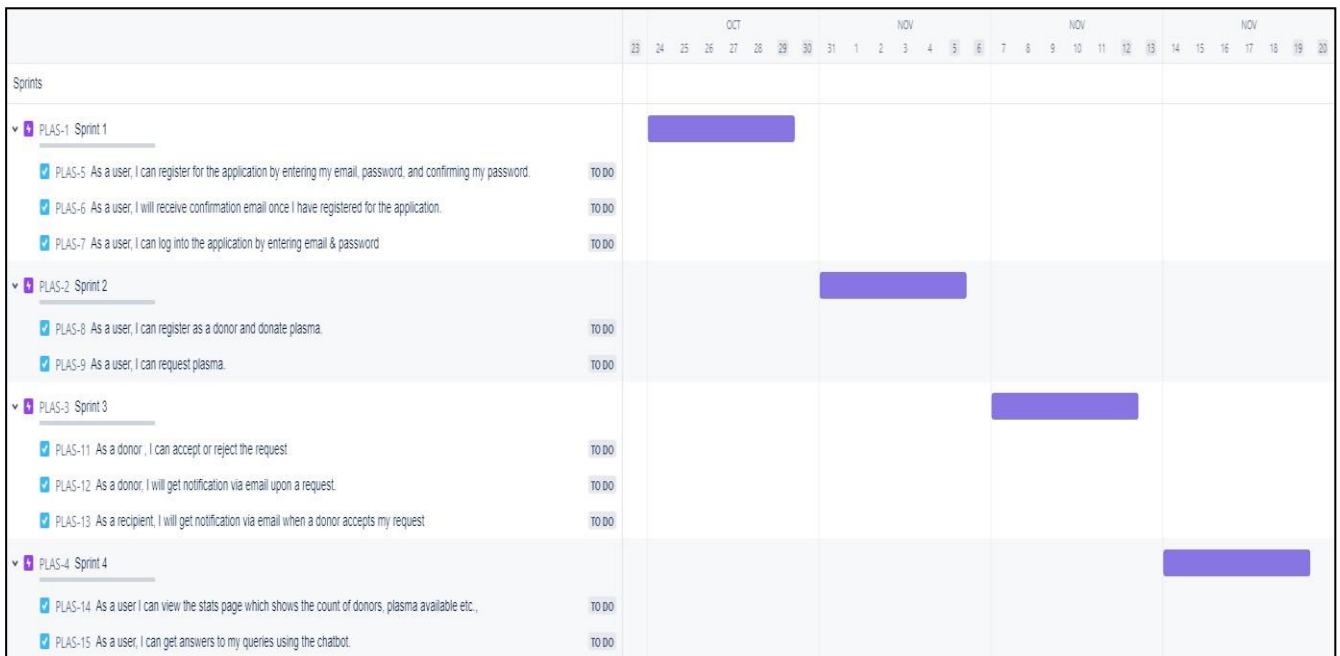 OCT NOV NOV NOV
23 24 25 26 27 28 29 30 31 1 2 3 4 5 6 7 8 9 10 11 12 13 14 15 16 17 18 19 20
Sprints
PLAS-1 Sprint 1
PLAS-5 As a user, I can register for the application by entering my email, password, and confirming my password. TO DO
PLAS-6 As a user, I will receive confirmation email once I have registered for the application. TO DO
PLAS-7 As a user, I can log into the application by entering email & password TO DO
PLAS-2 Sprint 2
PLAS-8 As a user, I can register as a donor and donate plasma. TO DO
PLAS-9 As a user, I can request plasma. TO DO
PLAS-3 Sprint 3
PLAS-11 As a donor , I can accept or reject the request TO DO
PLAS-12 As a donor, I will get notification via email upon a request. TO DO
PLAS-13 As a recipient, I will get notification via email when a donor accepts my request TO DO
PLAS-4 Sprint 4
PLAS-14 As a user I can view the stats page which shows the count of donors, plasma available etc., TO DO
PLAS-15 As a user, I can get answers to my queries using the chatbot. TO DO